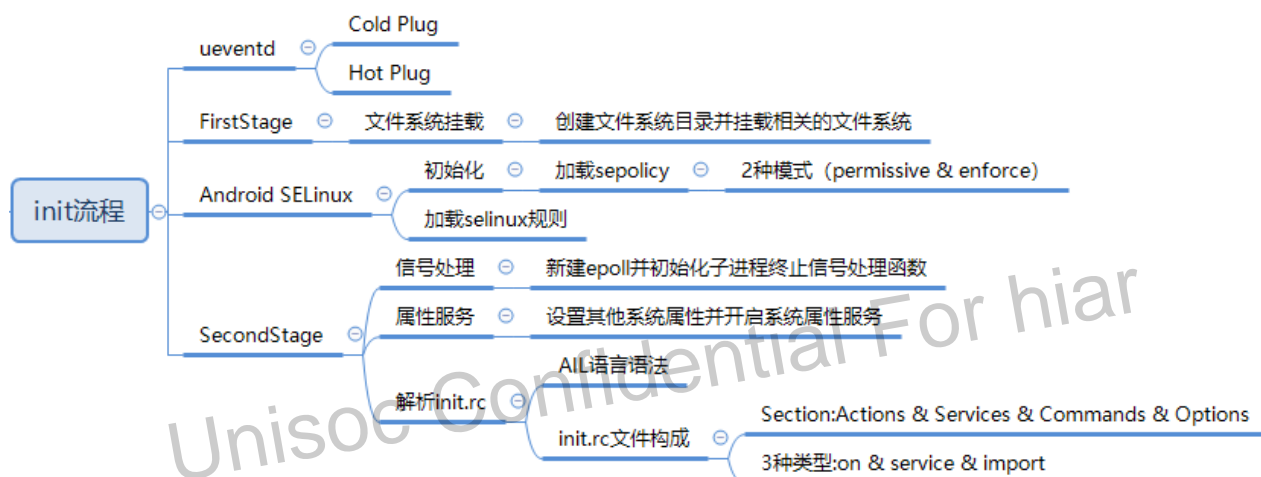 init流程
ueventd
Cold Plug
Hot Plug
FirstStage
文件系统挂载
创建文件系统目录并挂载相关的文件系统
Android SELinux
初始化
加载sepolicy
2种模式（permissive & enforce）
加载selinux规则
SecondStage
信号处理
新建epoll并初始化子进程终止信号处理函数
属性服务
设置其他系统属性并开启系统属性服务
解析init.rc
AIL语言语法
init.rc文件构成
Section:Actions & Services & Commands & Options
3种类型:on & service & import
Unisoc Confidential For hiar